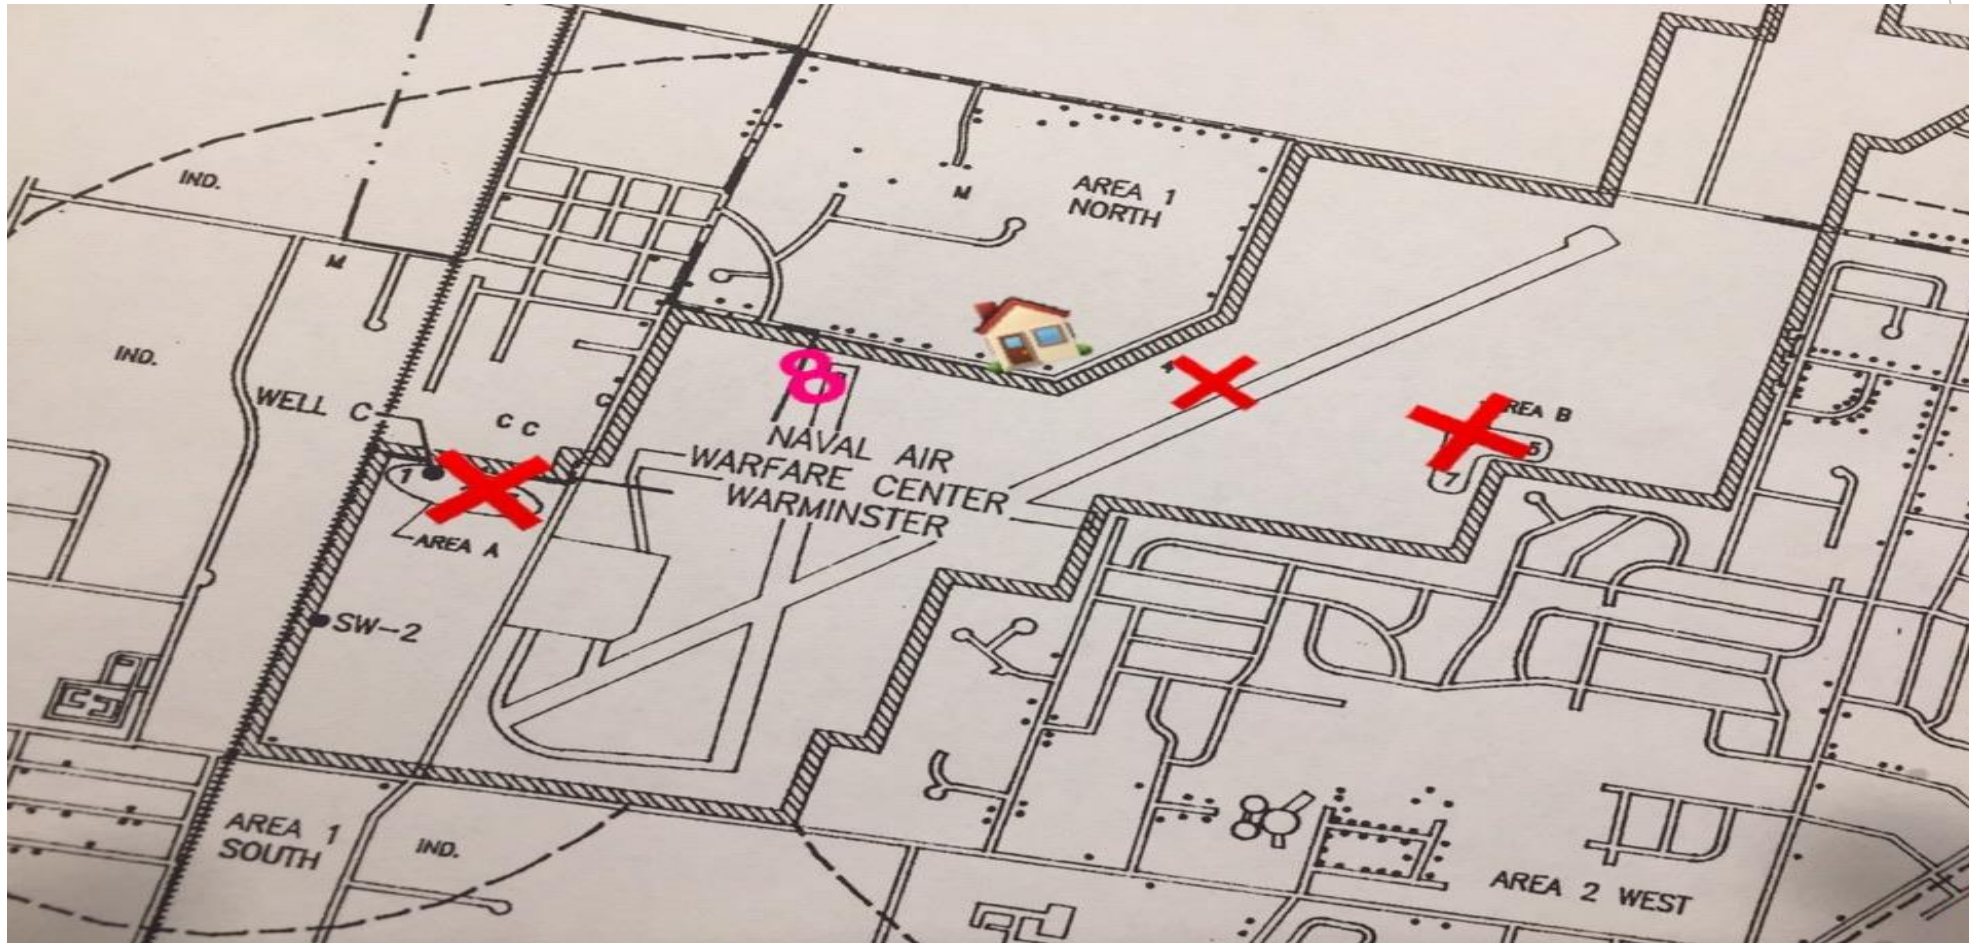 IND.
M
AREA 1
NORTH
M
IND.
WELL C
C C
C
8
NAVAL AIR
WARFARE CENTER
WARMINSTER
AREA B
5
7
1
AREA A
SW-2
AREA 1
SOUTH
IND.
AREA 2 WEST